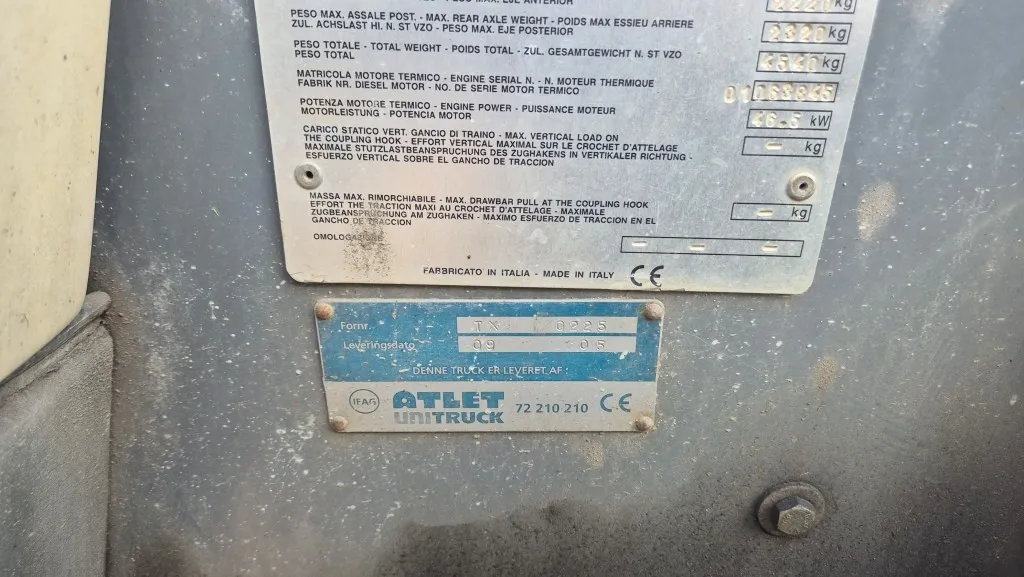 2220 kg
PESO MAX. ASSALE POST. - MAX. REAR AXLE WEIGHT - POIDS MAX ESSIEU ARRIERE
ZUL. ACHSLAST HI. N. ST VZO - PESO MAX. EJE POSTERIOR
2320 kg
PESO TOTALE - TOTAL WEIGHT - POIDS TOTAL - ZUL. GESAMTGEWICHT N. ST VZO
PESO TOTAL
4540 kg
MATRICOLA MOTORE TERMICO - ENGINE SERIAL N. - N. MOTEUR THERMIQUE
FABRIK NR. DIESEL MOTOR - NO. DE SERIE MOTOR TERMICO
POTENZA MOTORE TERMICO - ENGINE POWER - PUISSANCE MOTEUR
MOTORLEISTUNG - POTENCIA MOTOR
46.5 kW
CARICO STATICO VERT. GANCIO DI TRAINO - MAX. VERTICAL LOAD ON
THE COUPLING HOOK - EFFORT VERTICAL MAXIMAL SUR LE CROCHET D'ATTELAGE
MAXIMALE STUTZLASTBEANSPRUCHUNG DES ZUGHAKENS IN VERTIKALER RICHTUNG -
ESFUERZO VERTICAL SOBRE EL GANCHO DE TRACCION
- kg
MASSA MAX. RIMORCHIABILE - MAX. DRAWBAR PULL AT THE COUPLING HOOK
EFFORT THE TRACTION MAXI AU CROCHET D'ATTELAGE - MAXIMALE
ZUGBEANSPRUCHUNG AM ZUGHAKEN - MAXIMO ESFUERZO DE TRACCION EN EL
GANCHO DE TRACCION
- kg
OMOLOGAZIONE
- - -
FABBRICATO IN ITALIA - MADE IN ITALY CE
Fornr. TX 0225
Leveringsdato 09 05
DENNE TRUCK ER LEVERET AF :
IFAG ATLET
UNITRUCK 72 210 210 CE